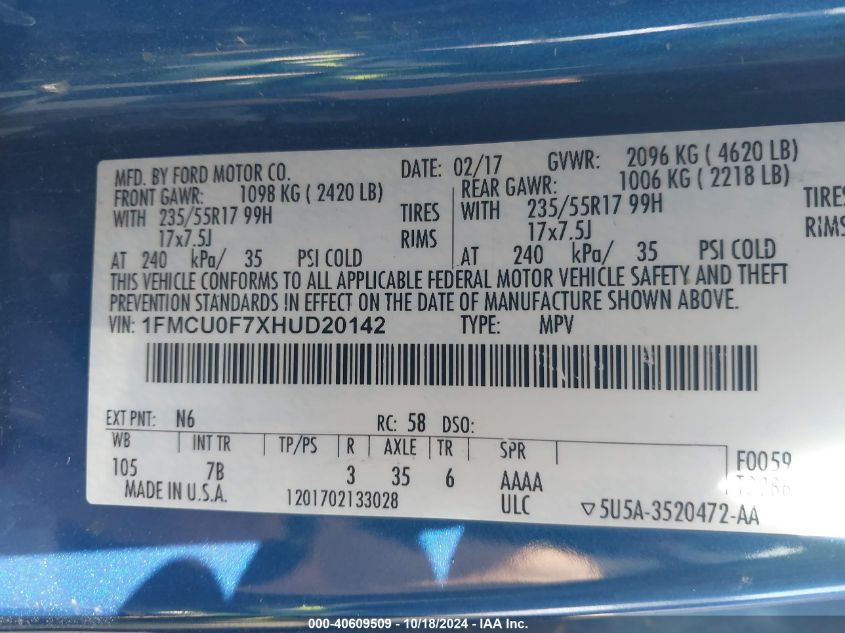 MFD. BY FORD MOTOR CO. DATE: 02/17 GVWR: 2096 KG ( 4620 LB)
FRONT GAWR: 1098 KG ( 2420 LB) REAR GAWR: 1006 KG ( 2218 LB)
WITH 235/55R17 99H TIRES WITH 235/55R17 99H TIRES
17x7.5J RIMS 17x7.5J RIMS
AT 240 kPa/ 35 PSI COLD AT 240 kPa/ 35 PSI COLD
THIS VEHICLE CONFORMS TO ALL APPLICABLE FEDERAL MOTOR VEHICLE SAFETY AND THEFT
PREVENTION STANDARDS IN EFFECT ON THE DATE OF MANUFACTURE SHOWN ABOVE.
VIN: 1FMCU0F7XHUD20142 TYPE: MPV
EXT PNT: N6 RC: 58 DSO:
WB INT TR TP/PS R AXLE TR SPR F0059
105 7B 3 35 6 AAAA
MADE IN U.S.A. 1201702133028 ULC ▽5U5A-3520472-AA
000-40609509 - 10/18/2024 - IAA Inc.